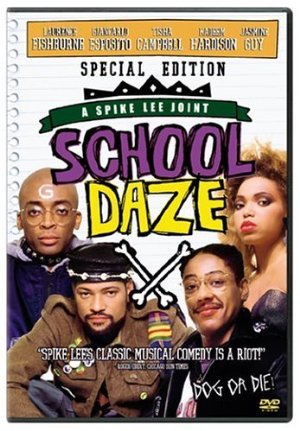 LAURENCE FISHBURNE
GIANCARLO ESPOSITO
TISHA CAMPBELL
KADEEM HARDISON
JASMINE GUY
SPECIAL EDITION
A SPIKE LEE JOINT
SCHOOL
DAZE
G
"SPIKE LEE'S CLASSIC MUSICAL COMEDY IS A RIOT!"
ROGER EBERT, CHICAGO SUN TIMES
DOG OR DIE!
DVD
VIDEO